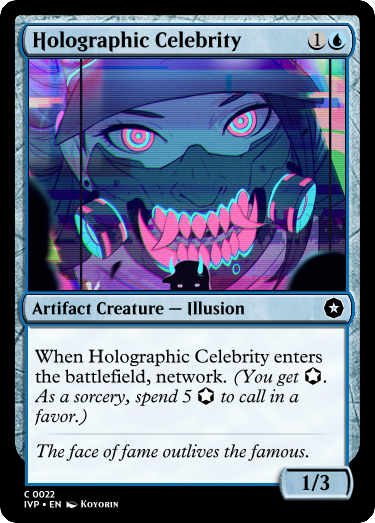 Holographic Celebrity 1
Artifact Creature — Illusion
When Holographic Celebrity enters
the battlefield, network. (You get .
As a sorcery, spend 5 to call in a
favor.)
The face of fame outlives the famous.
1/3
C 0022
IVP • EN Koyorin